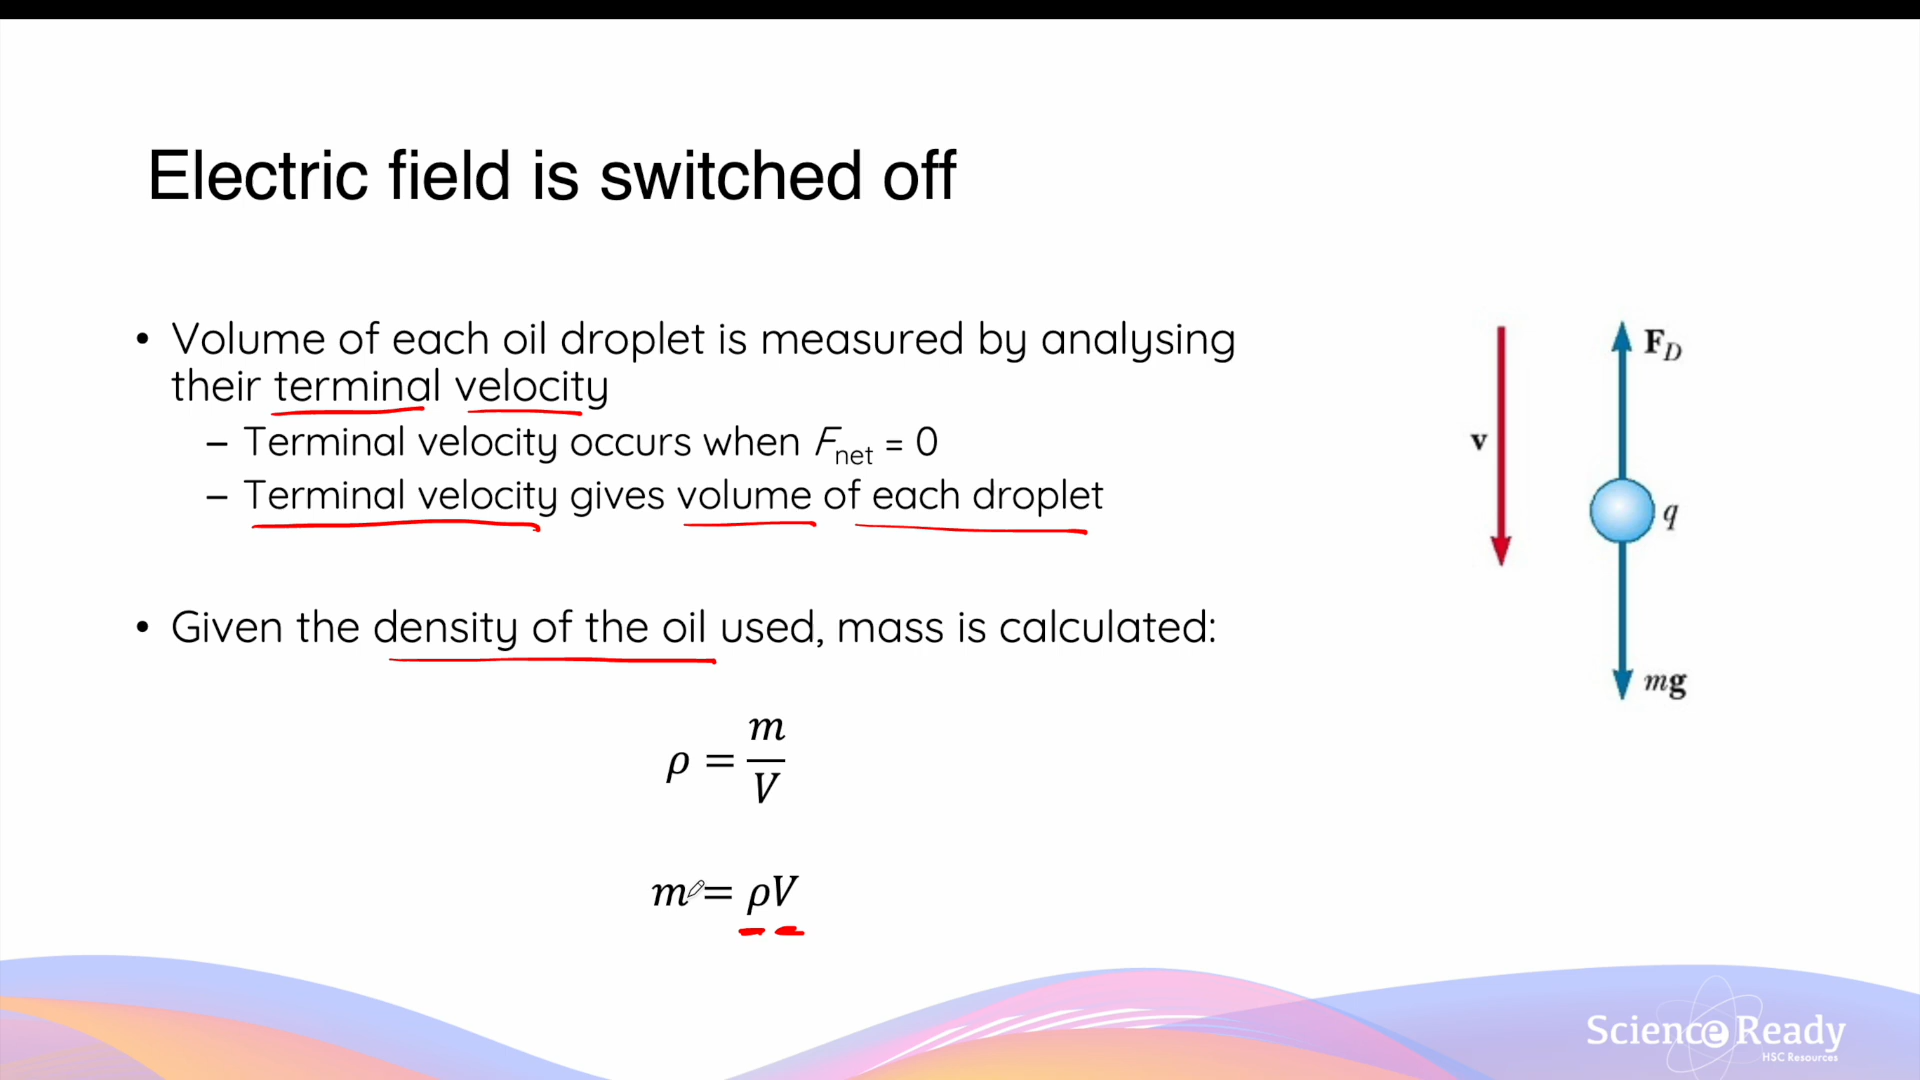 Electric field is switched off
• Volume of each oil droplet is measured by analysing
their terminal velocity
– Terminal velocity occurs when Fnet = 0
– Terminal velocity gives volume of each droplet
• Given the density of the oil used, mass is calculated:
ρ = m/V
m = ρV
F_D
v
q
mg
Science Ready
HSC Resources